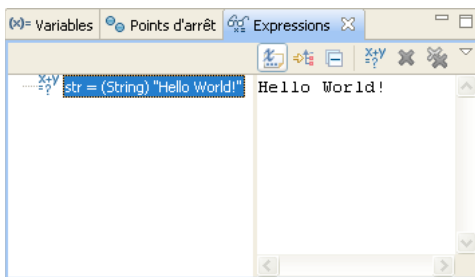 (x)= Variables Points d'arrêt Expressions
str = (String) "Hello World!" Hello World!